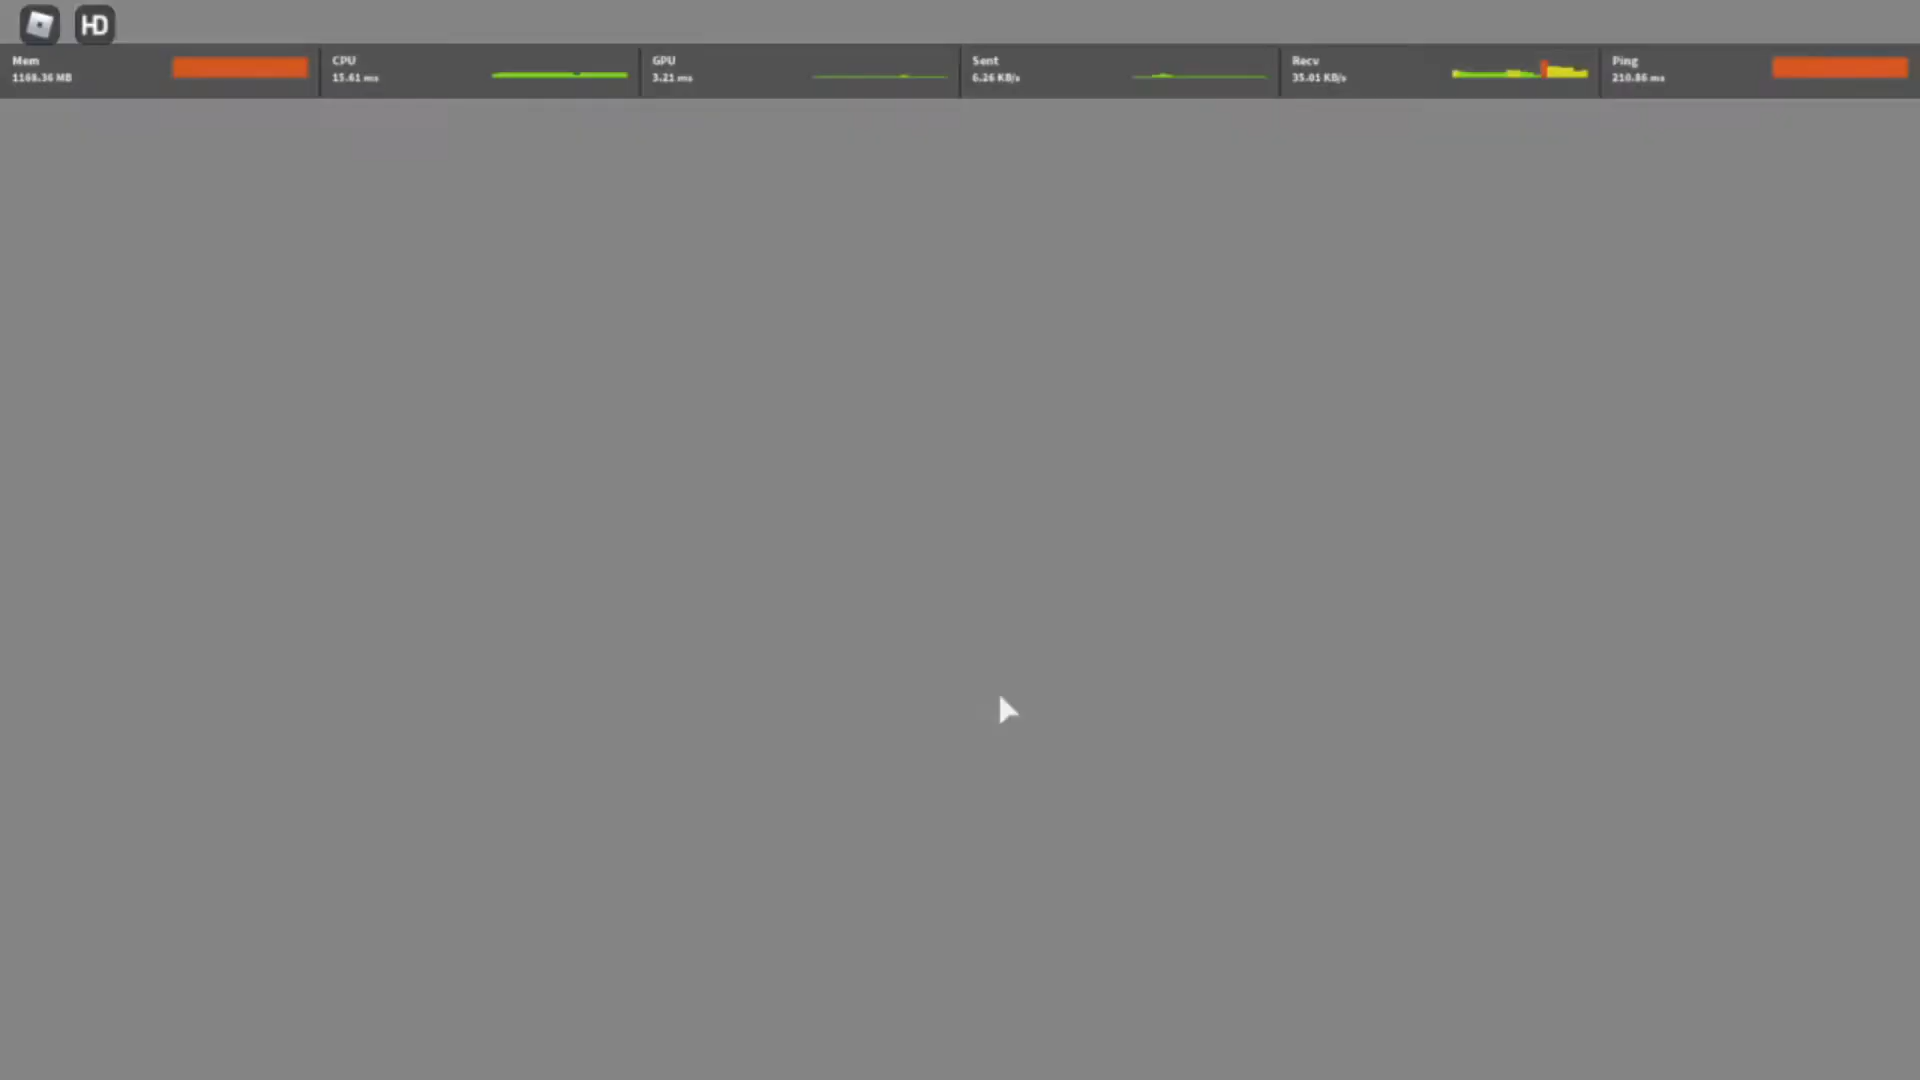 HD
Mem
1168.36 MB
CPU
15.61 ms
GPU
3.21 ms
Sent
6.26 KB/s
Recv
35.01 KB/s
Ping
210.86 ms